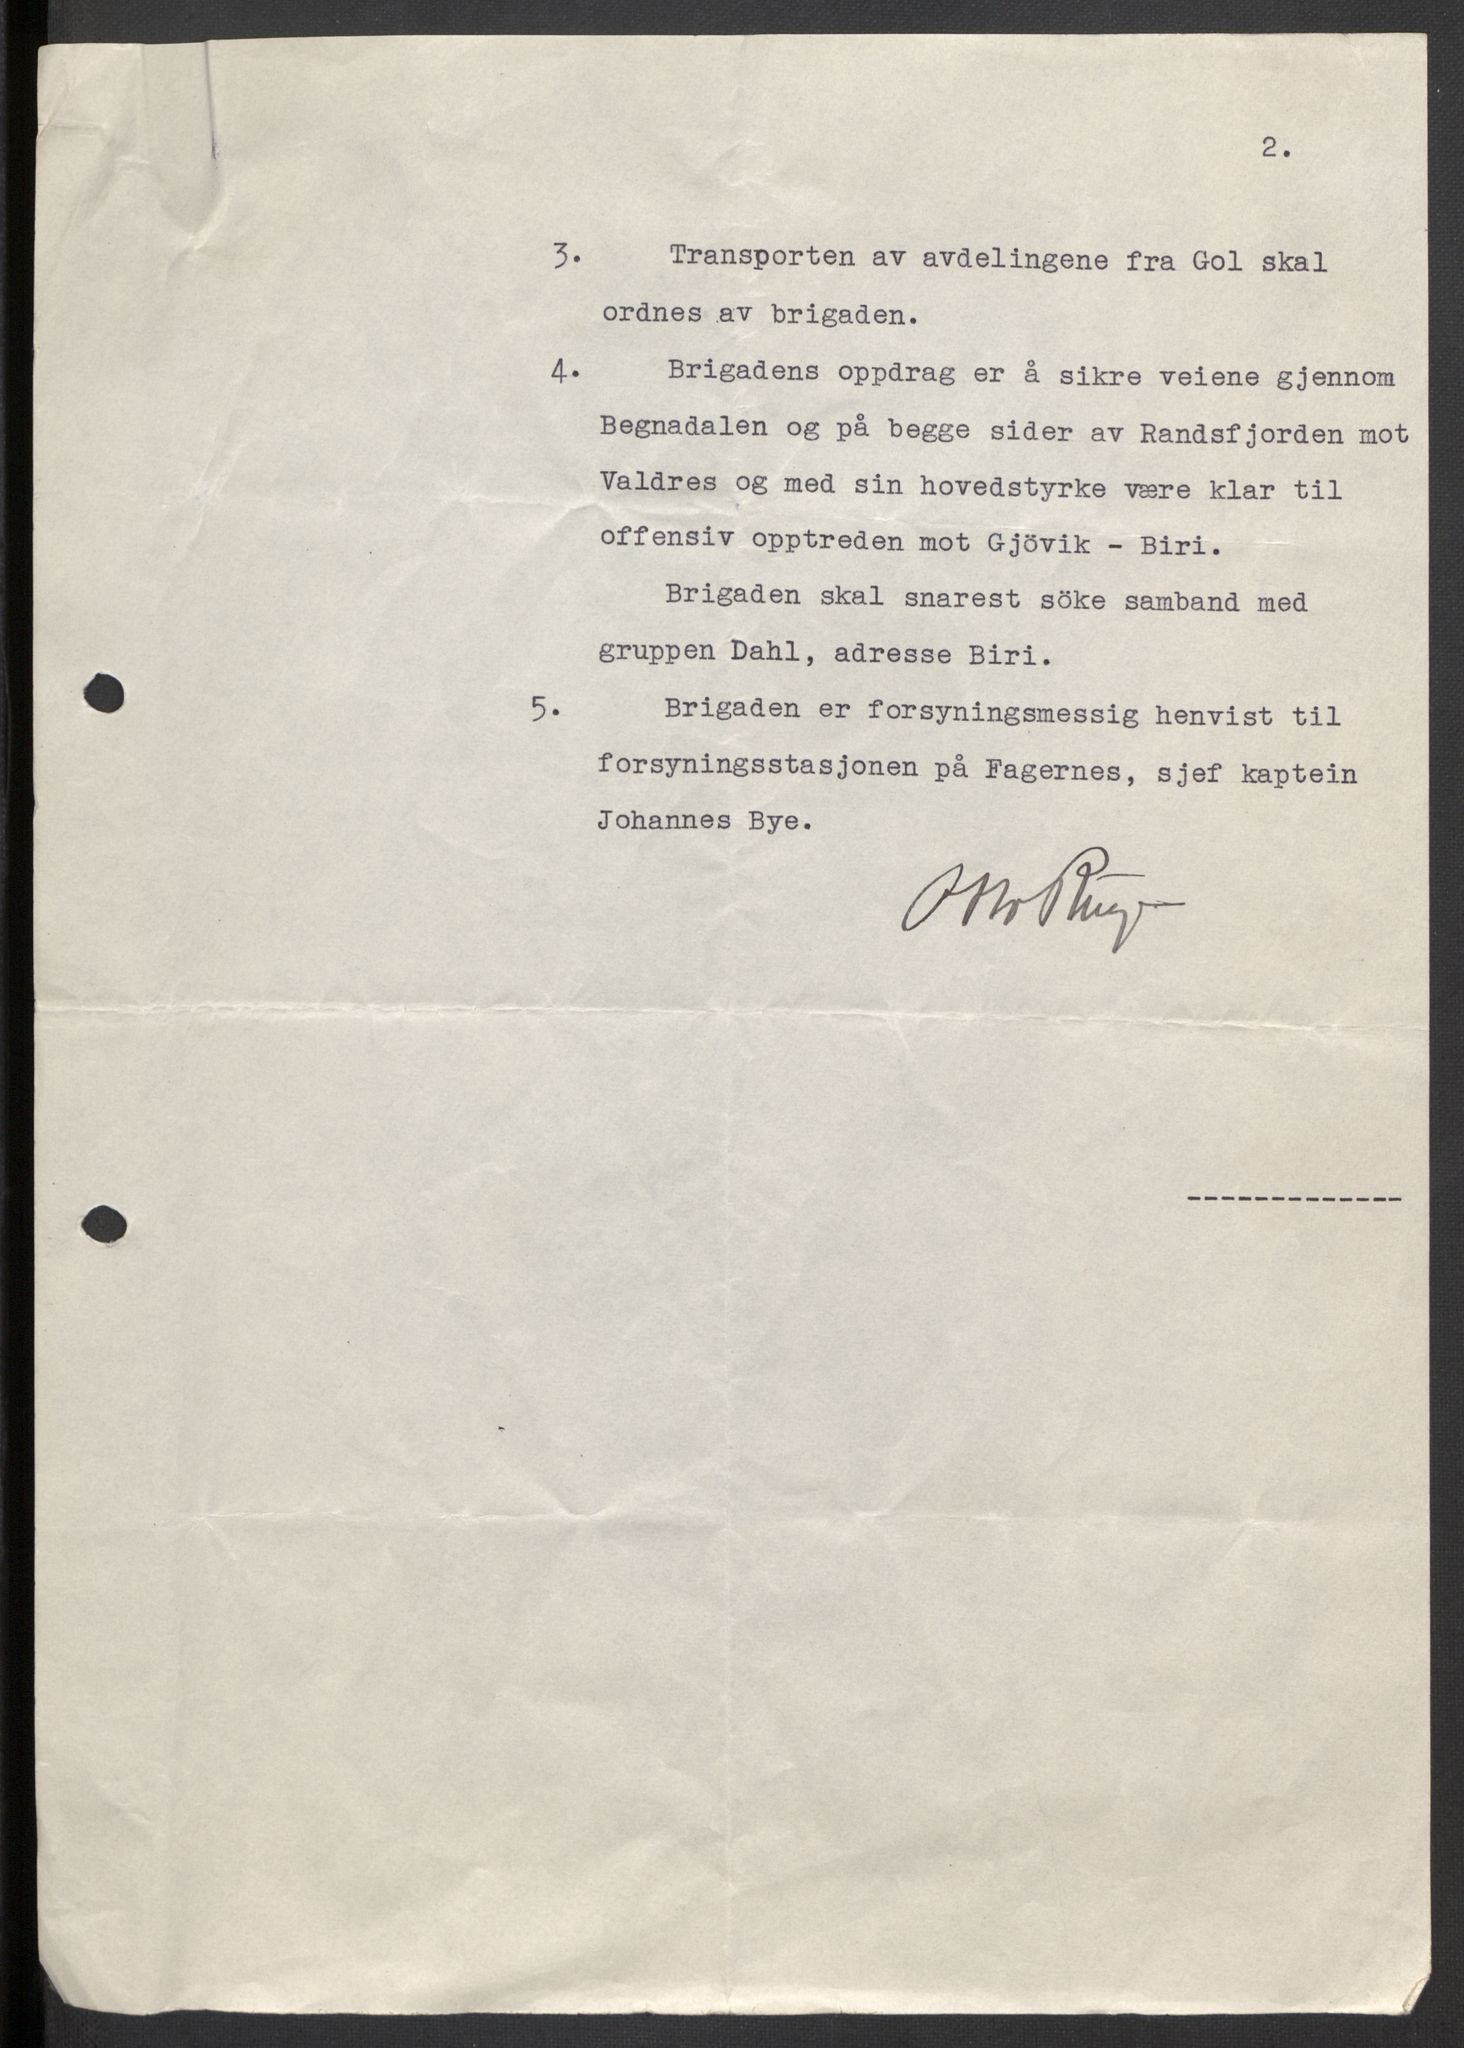 2.
3. Transporten av avdelingene fra Gol skal
ordnes av brigaden.
4. Brigadens oppdrag er å sikre veiene gjennom
Begnadalen og på begge sider av Randsfjorden mot
Valdres og med sin hovedstyrke være klar til
offensiv opptreden mot Gjövik - Biri.
Brigaden skal snarest söke samband med
gruppen Dahl, adresse Biri.
5. Brigaden er forsyningsmessig henvist til
forsyningsstasjonen på Fagernes, sjef kaptein
Johannes Bye.
Otto Ruge
-------------